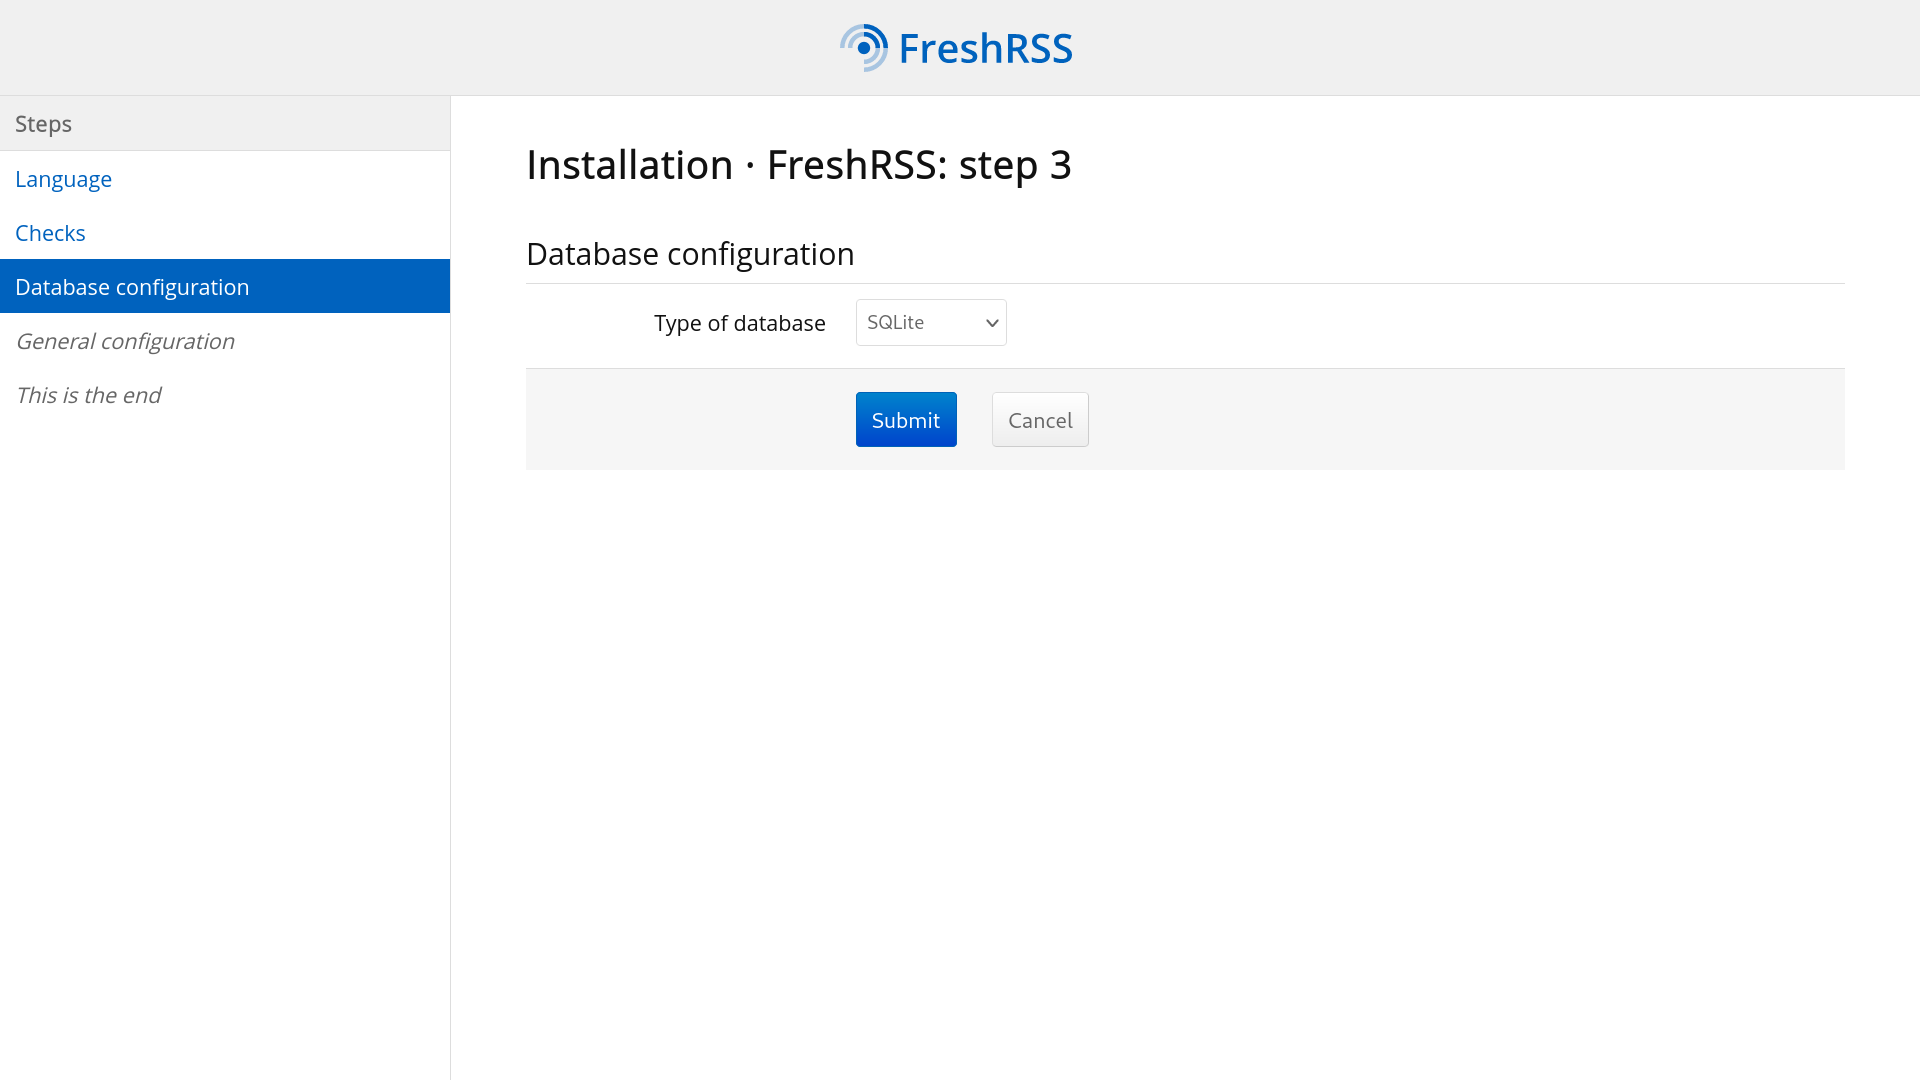 FreshRSS
Steps
Language
Checks
Database configuration
General configuration
This is the end
Installation · FreshRSS: step 3
Database configuration
Type of database
SQLite
Submit
Cancel